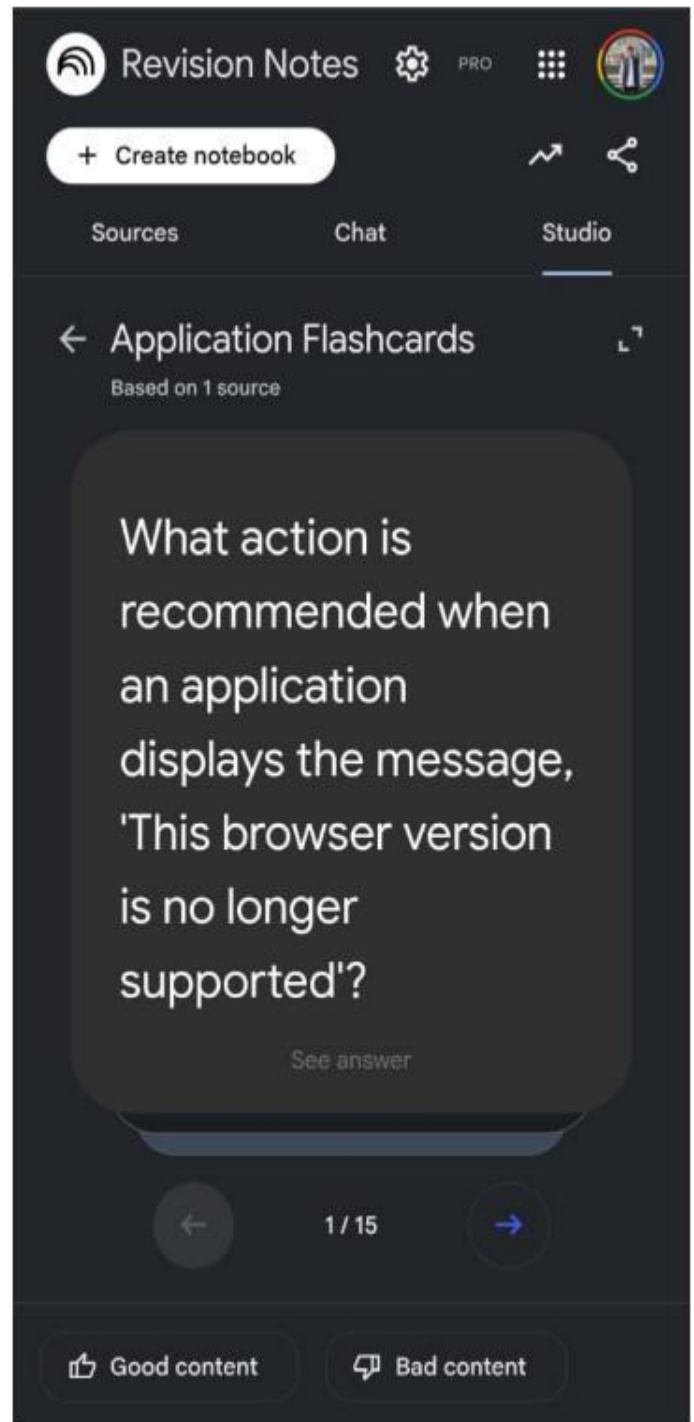 Revision Notes PRO
+ Create notebook
Sources Chat Studio
Application Flashcards
Based on 1 source
What action is
recommended when
an application
displays the message,
'This browser version
is no longer
supported'?
See answer
1 / 15
Good content Bad content